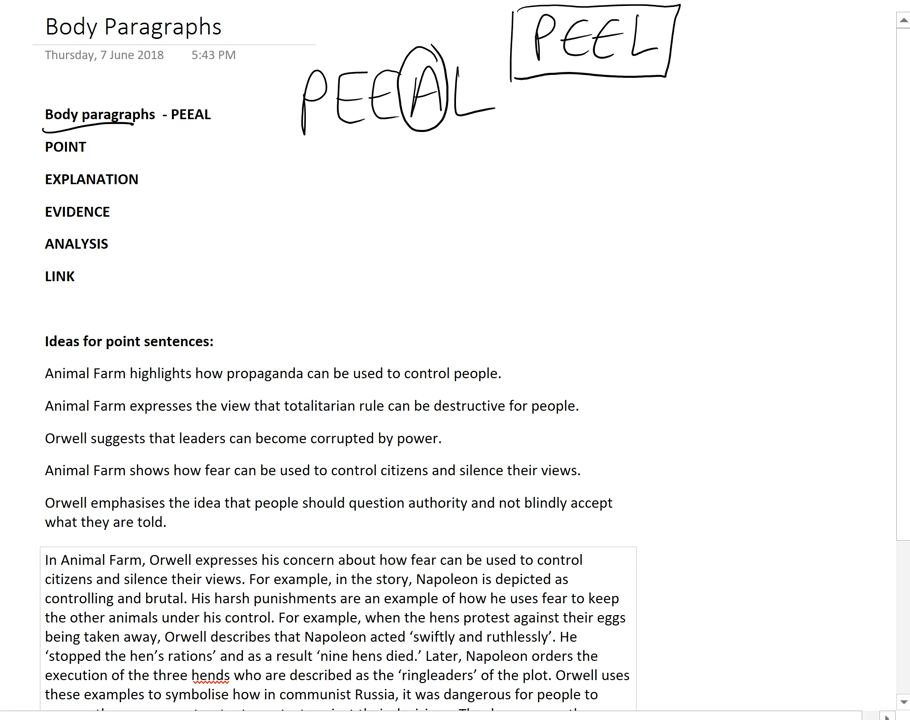 Body Paragraphs
Thursday, 7 June 2018 5:43 PM
PEEAL
PEEL
Body paragraphs - PEEAL
POINT
EXPLANATION
EVIDENCE
ANALYSIS
LINK
Ideas for point sentences:
Animal Farm highlights how propaganda can be used to control people.
Animal Farm expresses the view that totalitarian rule can be destructive for people.
Orwell suggests that leaders can become corrupted by power.
Animal Farm shows how fear can be used to control citizens and silence their views.
Orwell emphasises the idea that people should question authority and not blindly accept
what they are told.
In Animal Farm, Orwell expresses his concern about how fear can be used to control
citizens and silence their views. For example, in the story, Napoleon is depicted as
controlling and brutal. His harsh punishments are an example of how he uses fear to keep
the other animals under his control. For example, when the hens protest against their eggs
being taken away, Orwell describes that Napoleon acted ‘swiftly and ruthlessly’. He
‘stopped the hen’s rations’ and as a result ‘nine hens died.’ Later, Napoleon orders the
execution of the three hends who are described as the ‘ringleaders’ of the plot. Orwell uses
these examples to symbolise how in communist Russia, it was dangerous for people to